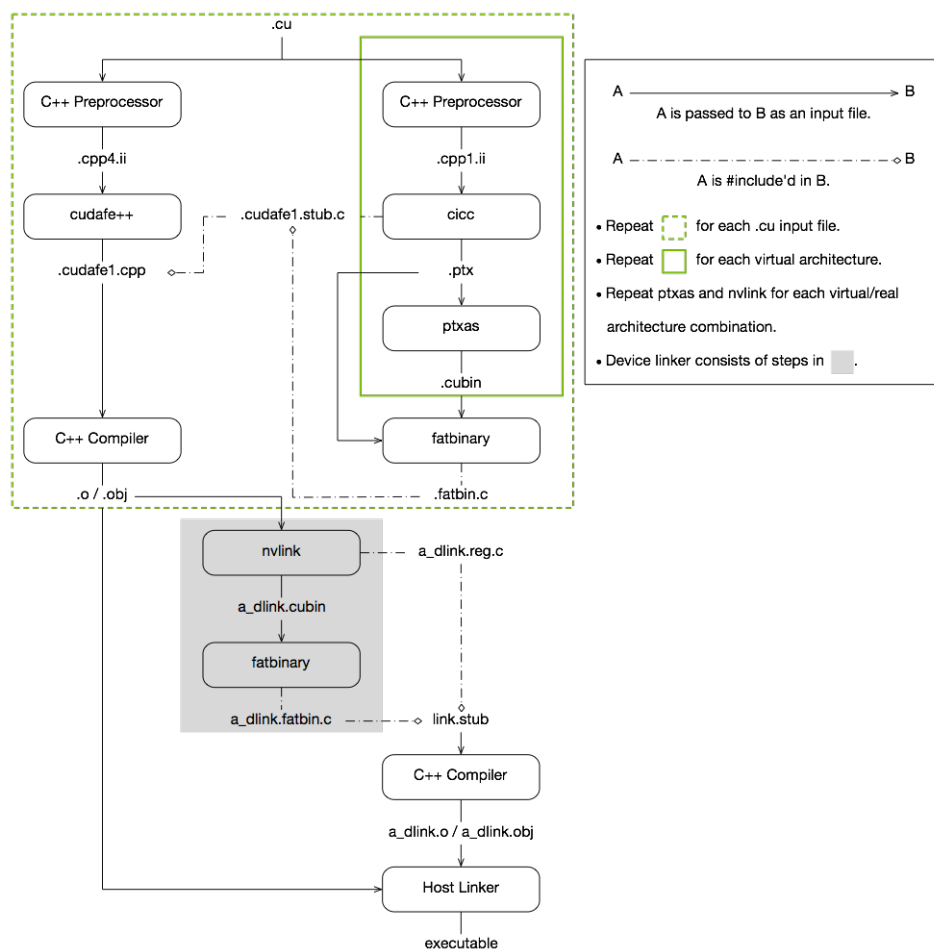 .cu
C++ Preprocessor
C++ Preprocessor
.cpp4.ii
.cpp1.ii
cudafe++
.cudafe1.stub.c
cicc
.cudafe1.cpp
.ptx
ptxas
.cubin
C++ Compiler
fatbinary
.o / .obj
.fatbin.c
nvlink
a_dlink.reg.c
a_dlink.cubin
fatbinary
a_dlink.fatbin.c
link.stub
C++ Compiler
a_dlink.o / a_dlink.obj
Host Linker
executable
A B
A is passed to B as an input file.
A B
A is #include'd in B.
• Repeat for each .cu input file.
• Repeat for each virtual architecture.
• Repeat ptxas and nvlink for each virtual/real
architecture combination.
• Device linker consists of steps in .